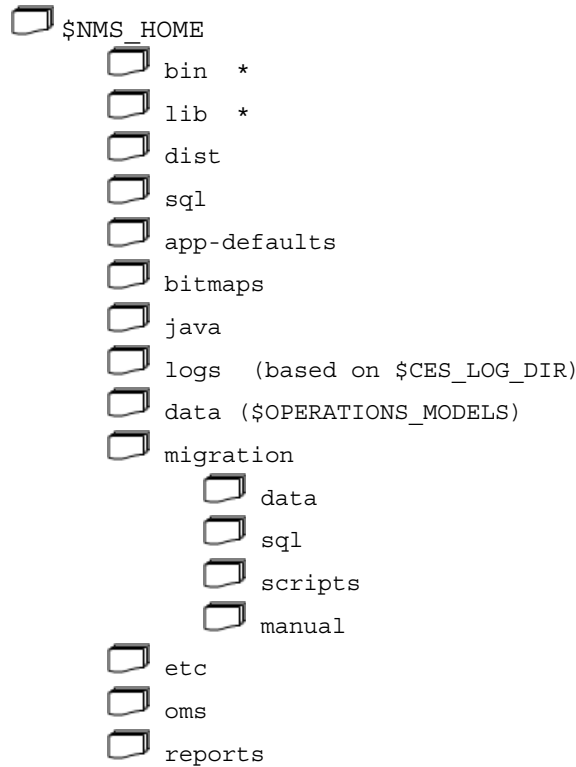 $NMS_HOME
bin *
lib *
dist
sql
app-defaults
bitmaps
java
logs (based on $CES_LOG_DIR)
data ($OPERATIONS_MODELS)
migration
data
sql
scripts
manual
etc
oms
reports